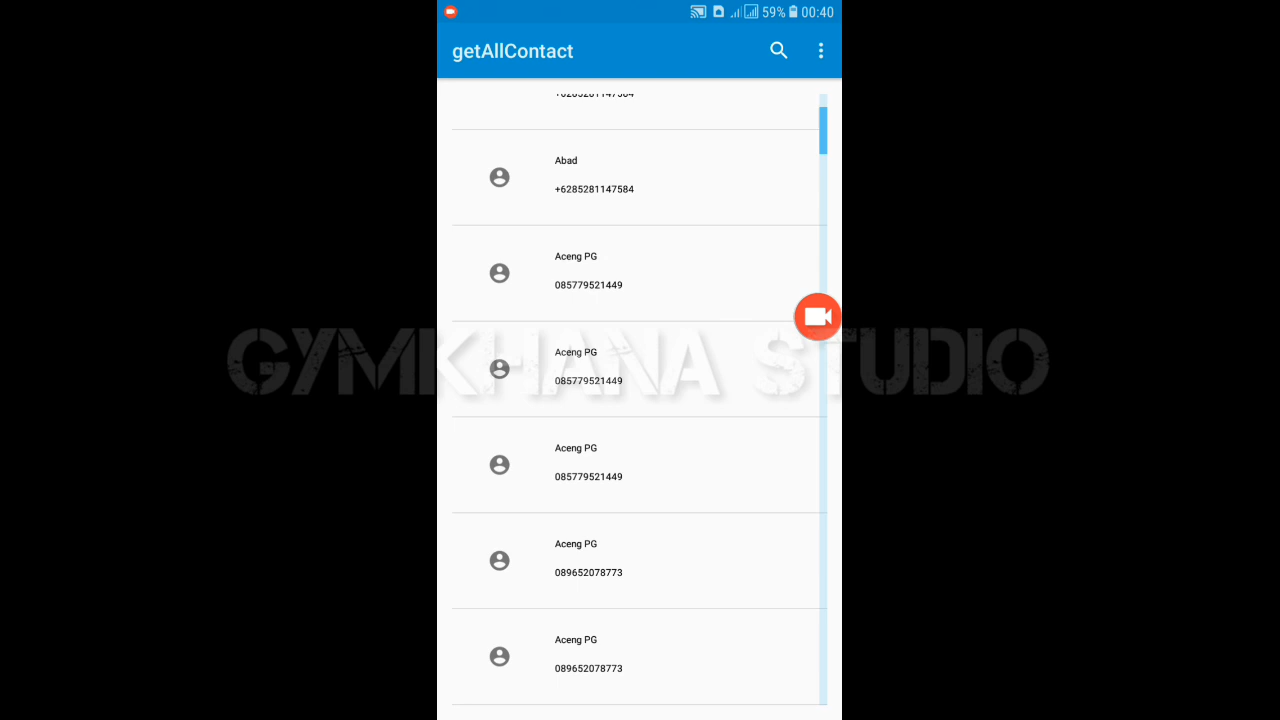 59% 00:40
getAllContact
+6285281147584
Abad
+6285281147584
Aceng PG
085779521449
Aceng PG
085779521449
GYMKHANA STUDIO
Aceng PG
085779521449
Aceng PG
089652078773
Aceng PG
089652078773